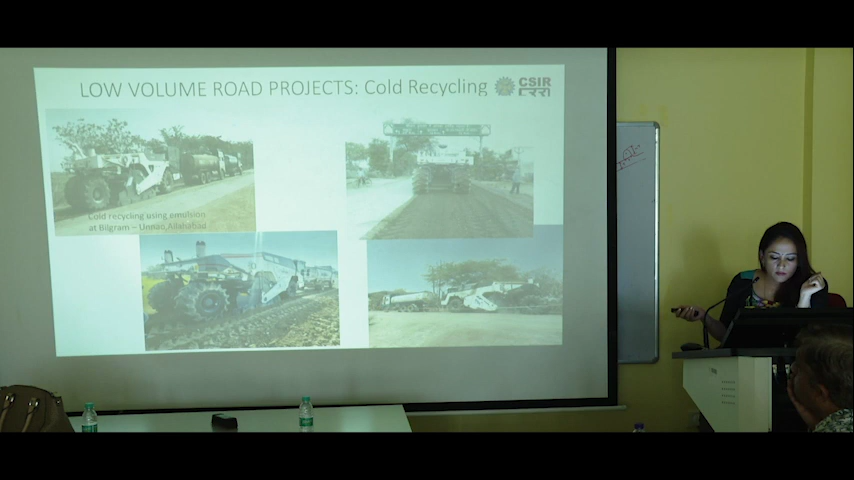 LOW VOLUME ROAD PROJECTS: Cold Recycling
CSIR
Cold recycling using emulsion
at Bilgram – Unnao,Allahabad